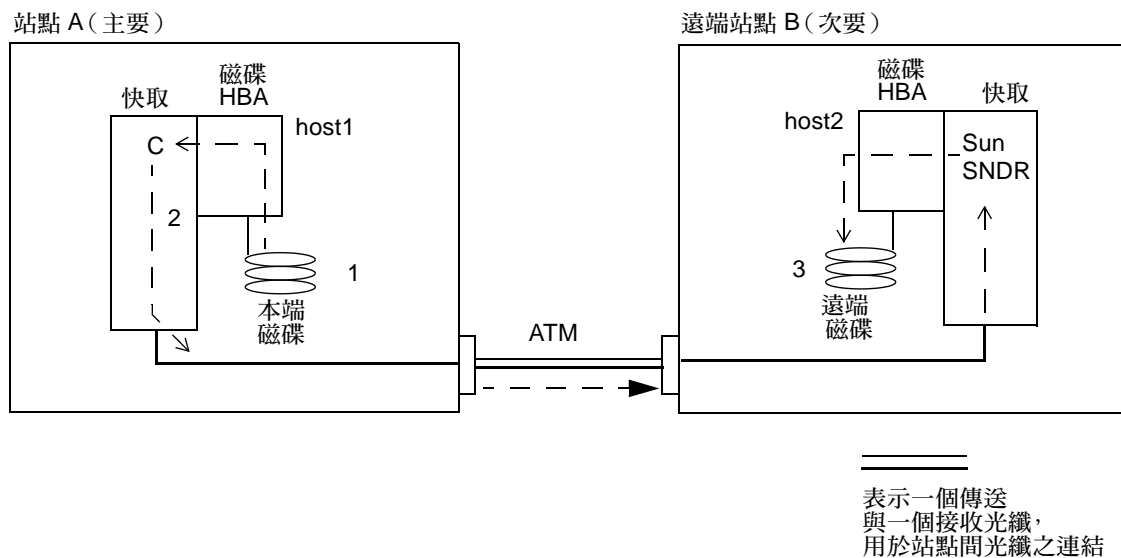 站點 A（主要）
遠端站點 B（次要）
快取
磁碟
HBA
host1
C
2
1
本端
磁碟
ATM
磁碟
HBA
快取
host2
Sun
SNDR
3
遠端
磁碟
表示一個傳送
與一個接收光纖，
用於站點間光纖之連結